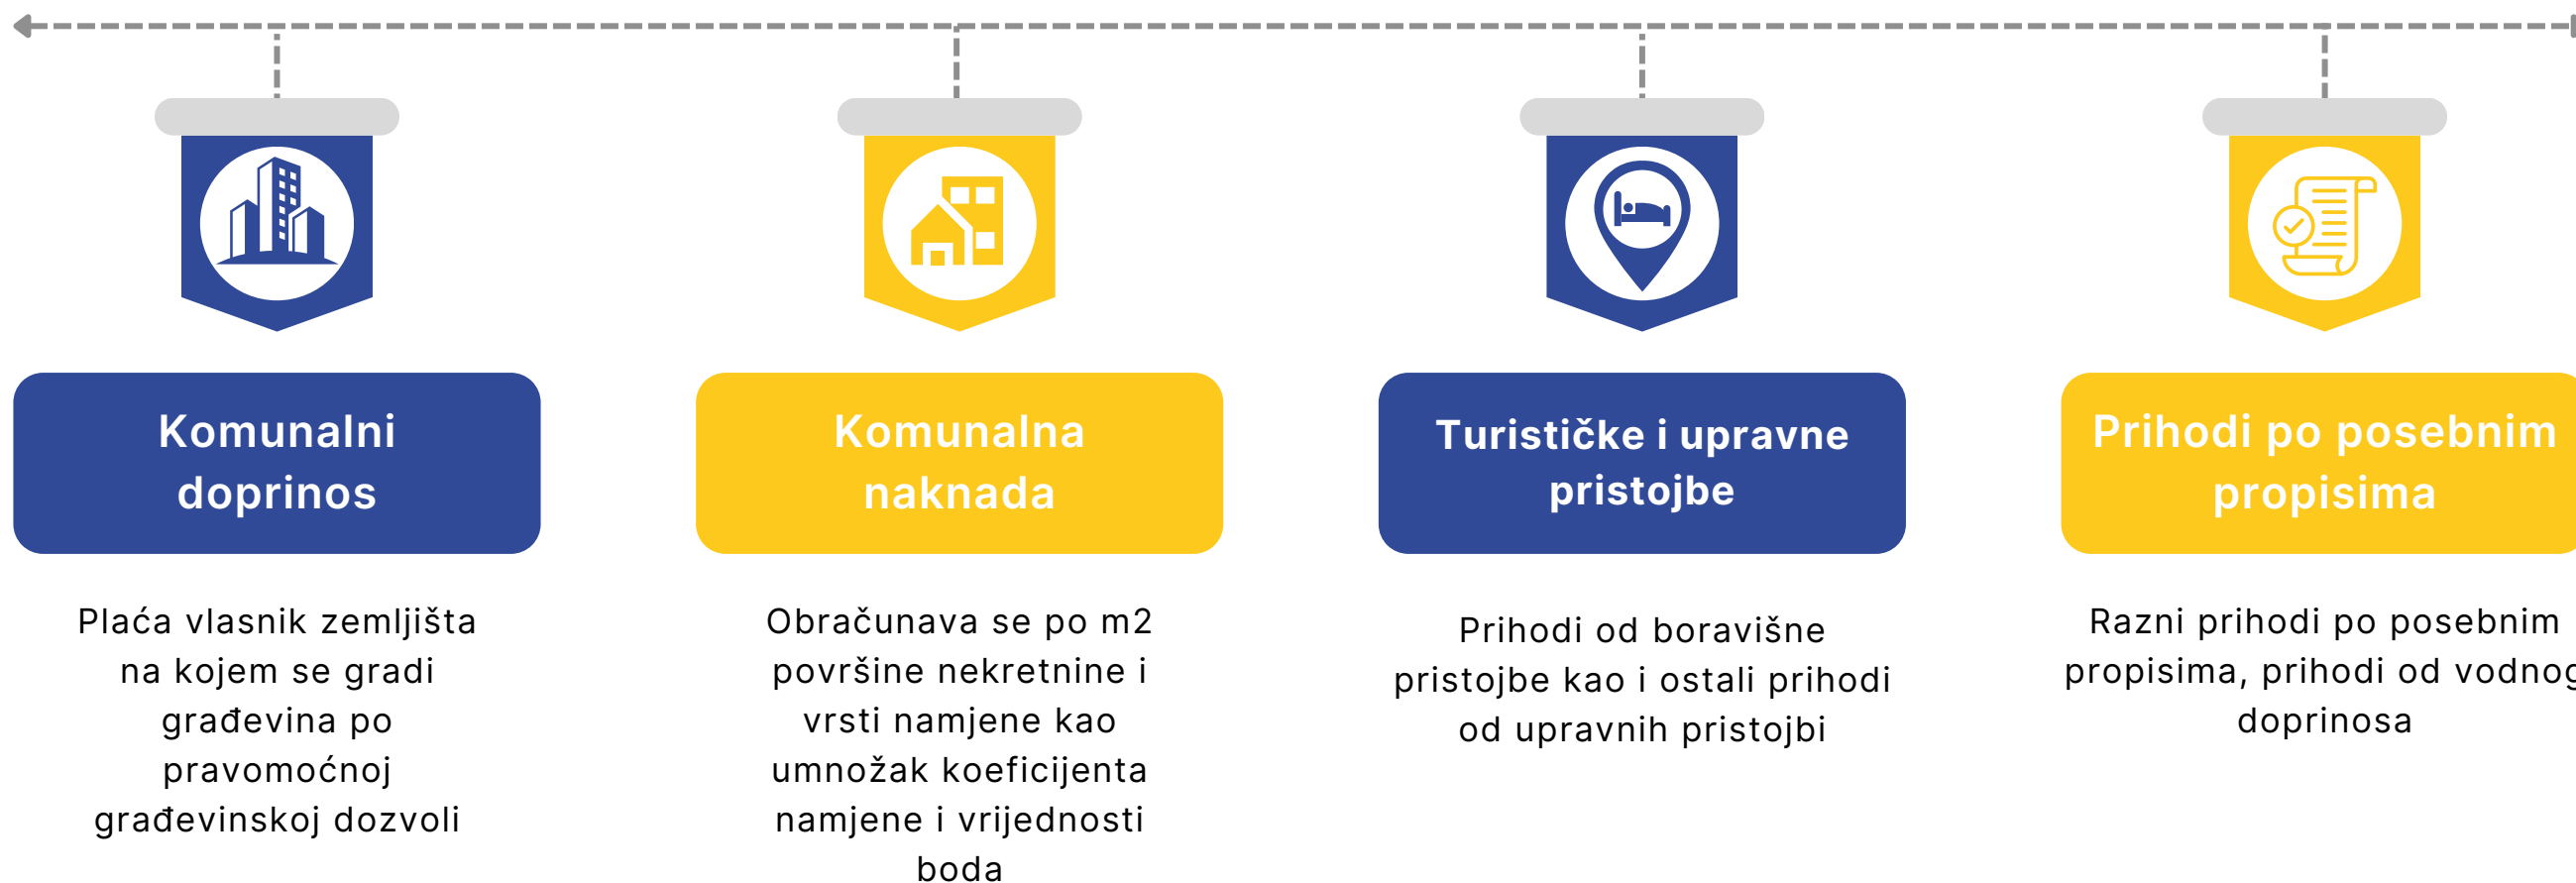 Komunalni
doprinos
Plaća vlasnik zemljišta
na kojem se gradi
građevina po
pravomoćnoj
građevinskoj dozvoli
Komunalna
naknada
Obračunava se po m2
površine nekretnine i
vrsti namjene kao
umnožak koeficijenta
namjene i vrijednosti
boda
Turističke i upravne
pristojbe
Prihodi od boravišne
pristojbe kao i ostali prihodi
od upravnih pristojbi
Prihodi po posebnim
propisima
Razni prihodi po posebnim
propisima, prihodi od vodnog
doprinosa